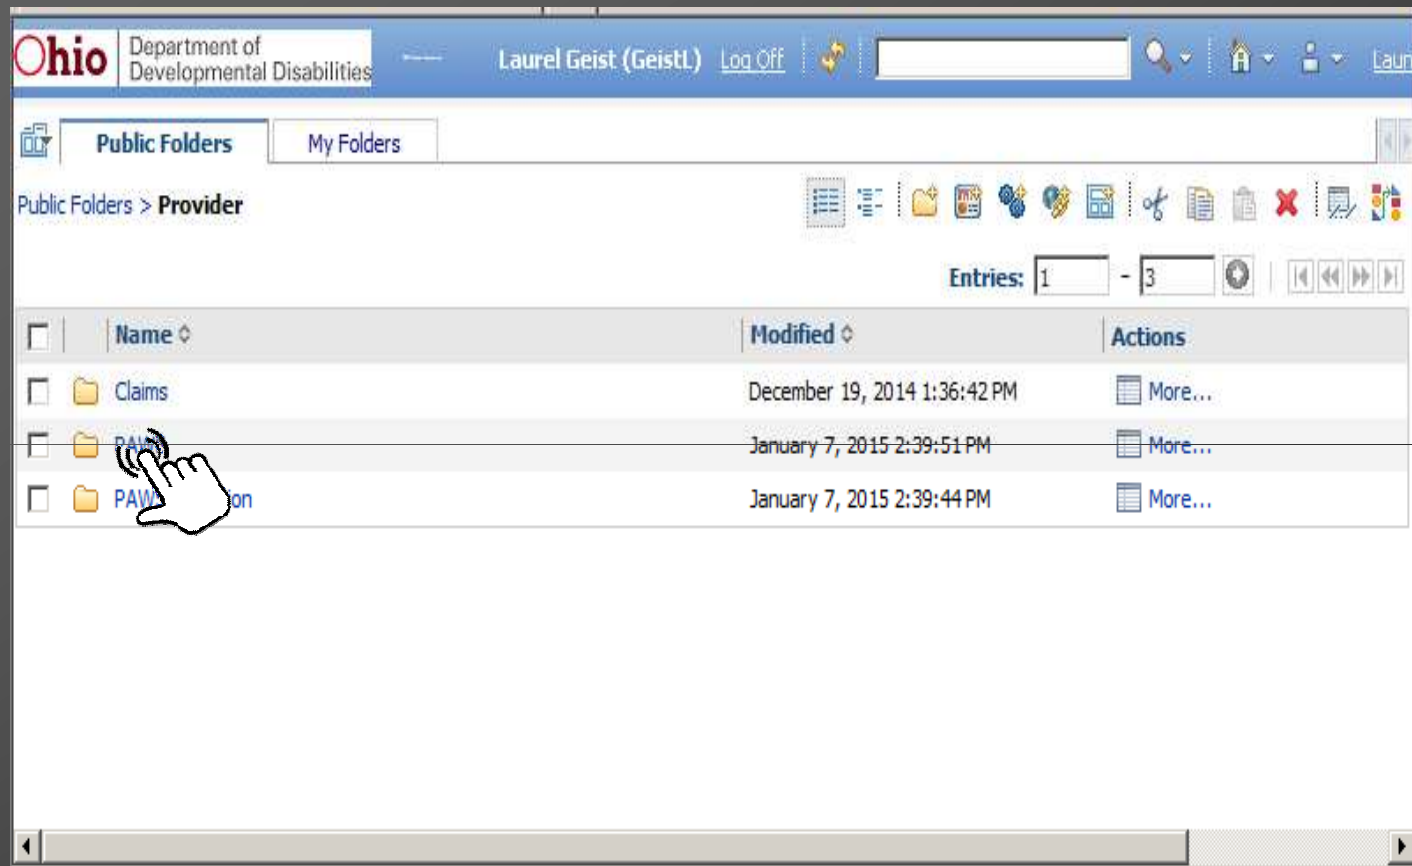 Ohio Department of Developmental Disabilities
Laurel Geist (GeistL) Log Off
Public Folders My Folders
Public Folders > Provider
Entries: 1 - 3
Name Modified Actions
Claims December 19, 2014 1:36:42 PM More...
January 7, 2015 2:39:51 PM More...
January 7, 2015 2:39:44 PM More...